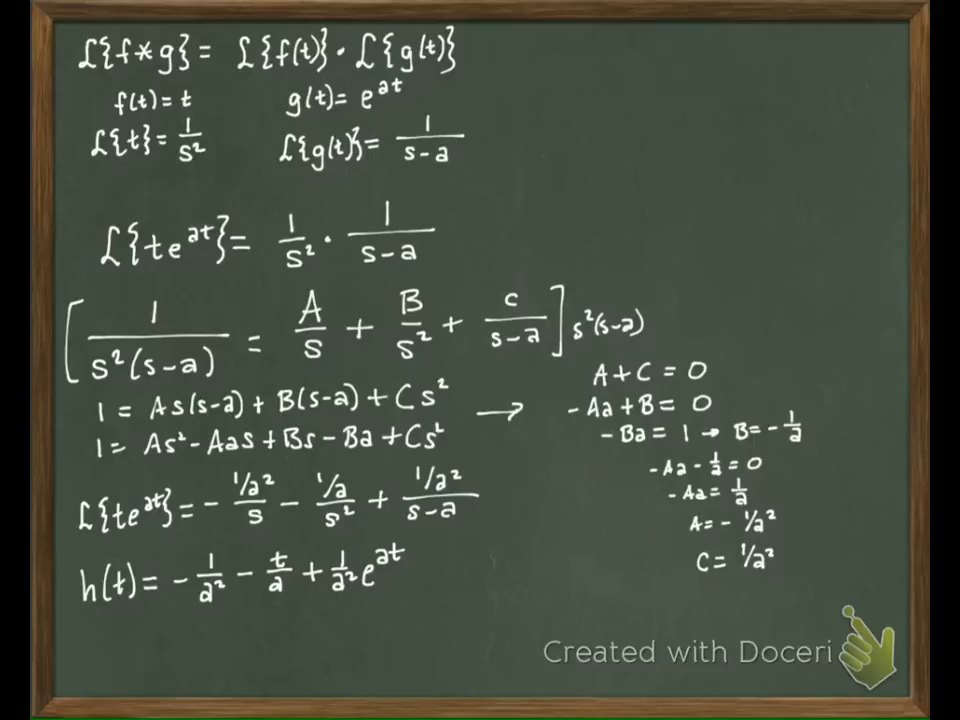 ℒ{f*g} = ℒ{f(t)} · ℒ{g(t)}
f(t) = t g(t) = e^{at}
ℒ{t} = 1/s² ℒ{g(t)} = 1/(s-a)
ℒ{te^{at}} = 1/s² · 1/(s-a)
[1/(s²(s-a)) = A/s + B/s² + C/(s-a)] s²(s-a)
1 = As(s-a) + B(s-a) + Cs² →
1 = As² - Aas + Bs - Ba + Cs²
A + C = 0
-Aa + B = 0
-Ba = 1 → B = -1/a
-Aa - 1/a = 0
-Aa = 1/a
A = -1/a²
C = 1/a²
ℒ{te^{at}} = -(1/a²)/s - (1/a)/s² + (1/a²)/(s-a)
h(t) = -1/a² - t/a + 1/a² e^{at}
Created with Doceri